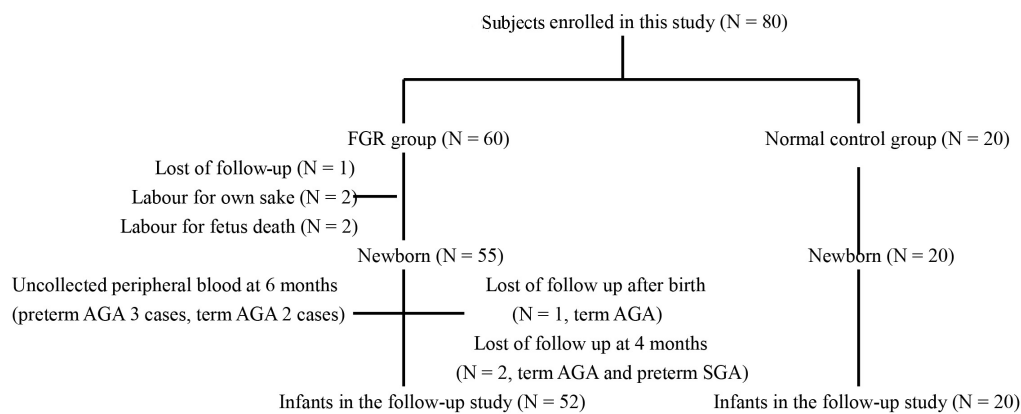 Subjects enrolled in this study (N = 80)
FGR group (N = 60)
Normal control group (N = 20)
Lost of follow-up (N = 1)
Labour for own sake (N = 2)
Labour for fetus death (N = 2)
Newborn (N = 55)
Newborn (N = 20)
Uncollected peripheral blood at 6 months
(preterm AGA 3 cases, term AGA 2 cases)
Lost of follow up after birth
(N = 1, term AGA)
Lost of follow up at 4 months
(N = 2, term AGA and preterm SGA)
Infants in the follow-up study (N = 52)
Infants in the follow-up study (N = 20)